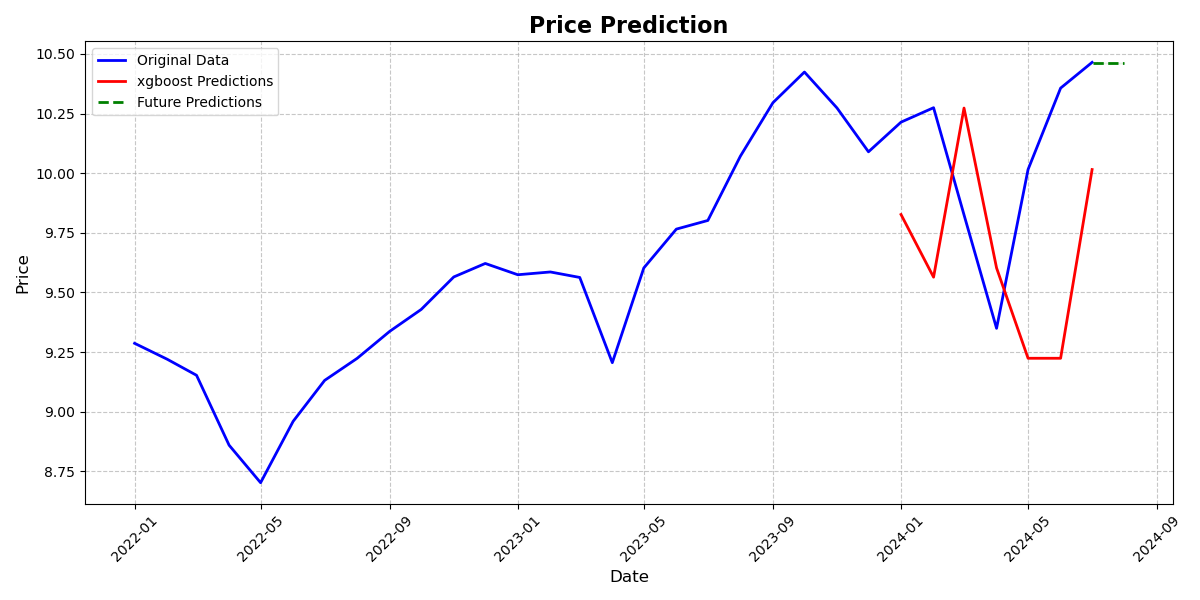 Price Prediction
Original Data
xgboost Predictions
Future Predictions
10.50
10.25
10.00
9.75
9.50
9.25
9.00
8.75
Price
2022-01
2022-05
2022-09
2023-01
2023-05
2023-09
2024-01
2024-05
2024-09
Date